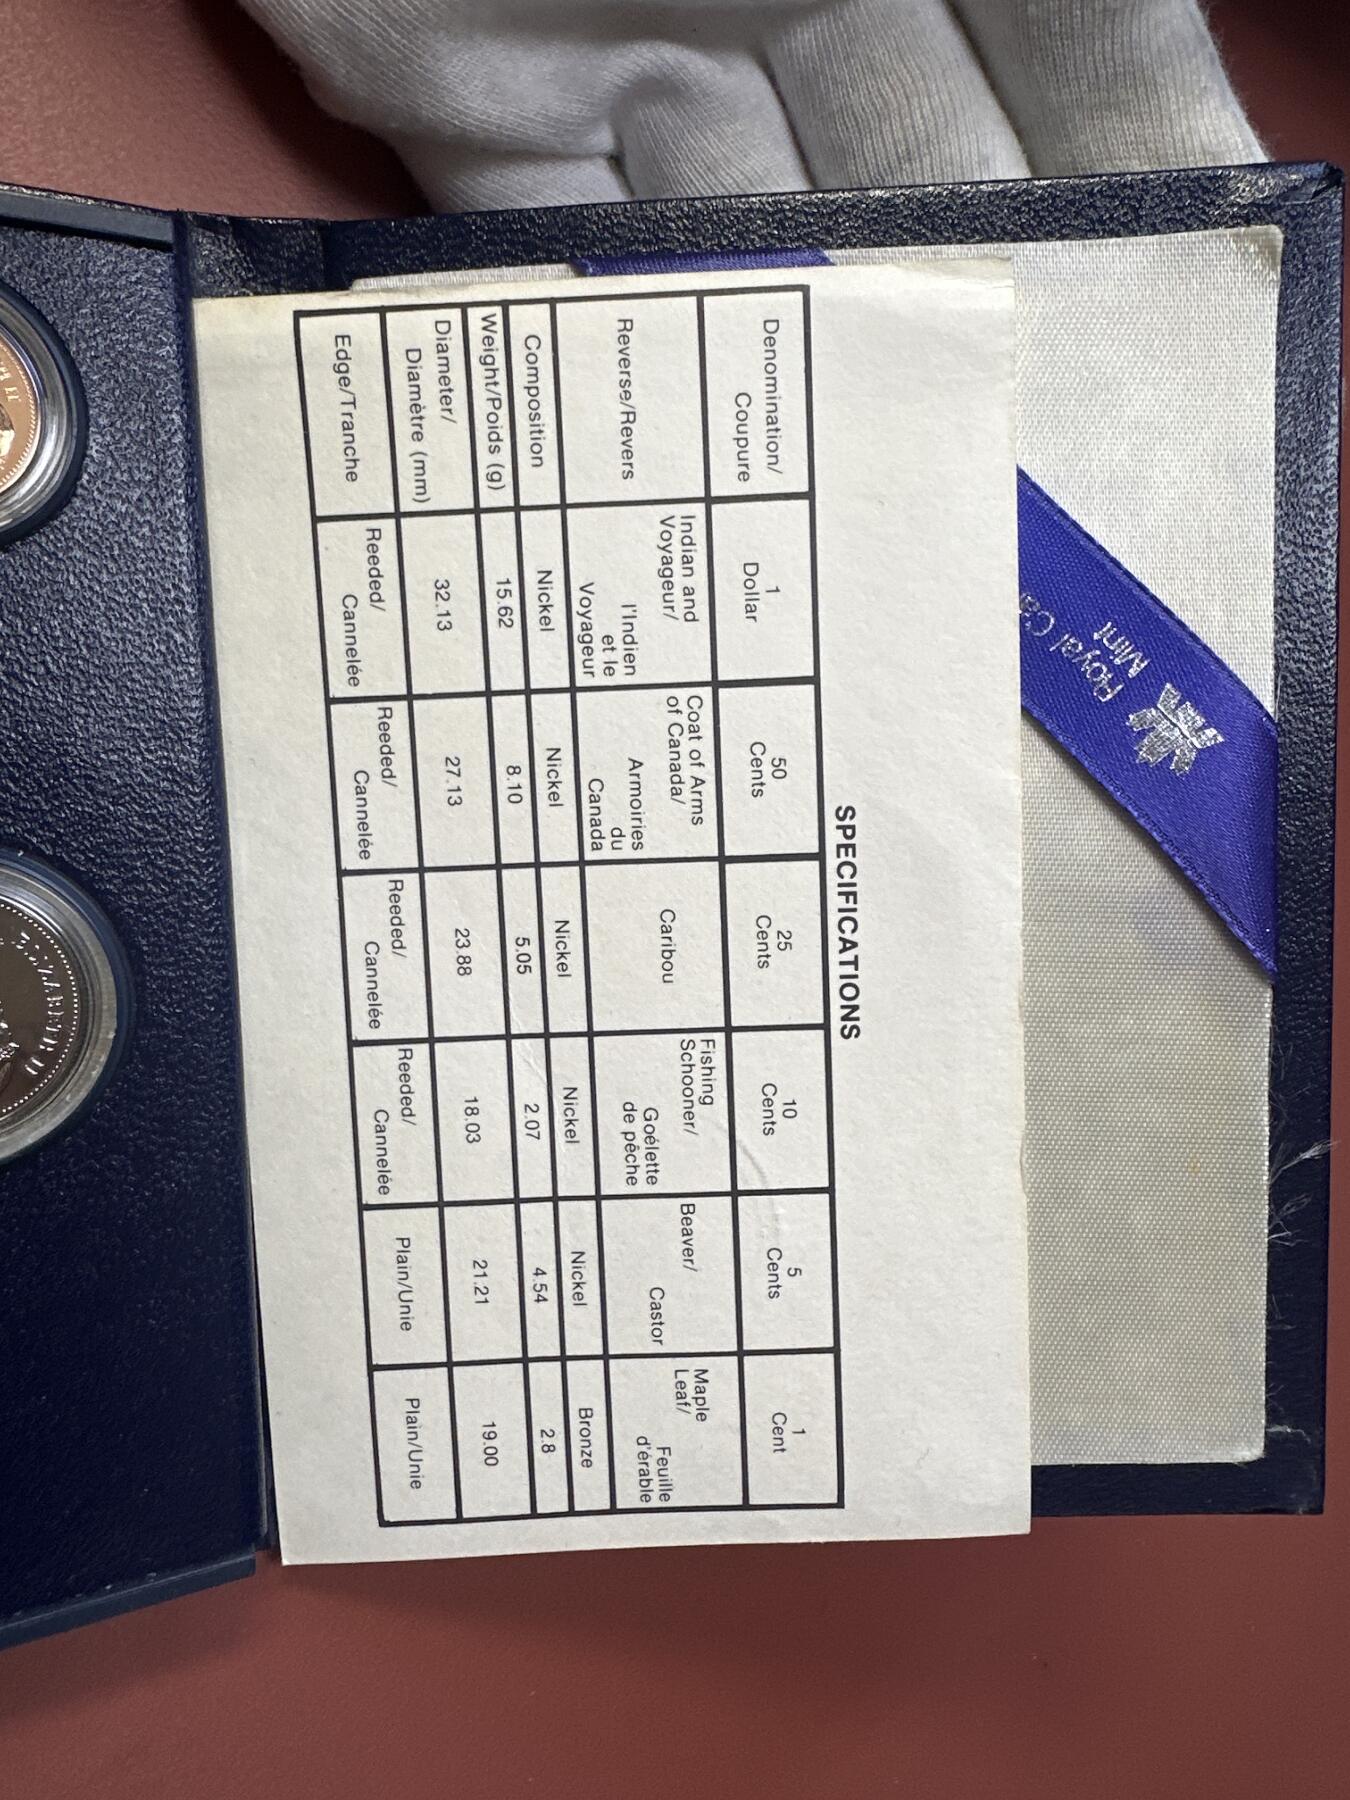 SPECIFICATIONS
Denomination/
Coupure
1
Dollar
50
Cents
25
Cents
10
Cents
5
Cents
1
Cent
Reverse/Revers
Indian and
Voyageur/
l'Indien
et le
Voyageur
Coat of Arms
of Canada/
Armoiries
du
Canada
Caribou
Fishing
Schooner/
Goélette
de pêche
Beaver/
Castor
Maple
Leaf/
Feuille
d'érable
Composition
Nickel
Nickel
Nickel
Nickel
Nickel
Bronze
Weight/Poids (g)
15.62
8.10
5.05
2.07
4.54
2.8
Diameter/
Diamètre (mm)
32.13
27.13
23.88
18.03
21.21
19.00
Edge/Tranche
Reeded/
Cannelée
Reeded/
Cannelée
Reeded/
Cannelée
Reeded/
Cannelée
Plain/Unie
Plain/Unie
Royal
Mint
II